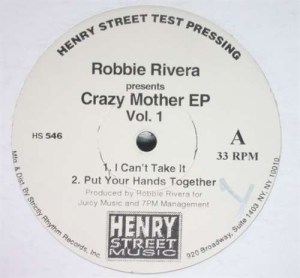 HENRY STREET TEST PRESSING
Robbie Rivera
presents
Crazy Mother EP
Vol. 1
HS 546
A
33 RPM
1. I Can't Take It
2. Put Your Hands Together
Produced by Robbie Rivera for
Juicy Music and 7PM Management
HENRY
STREET
MUSIC
Mfg. & Dist. By Strictly Rhythm Records, Inc.
920 Broadway, Suite 1403 NY, NY 10010